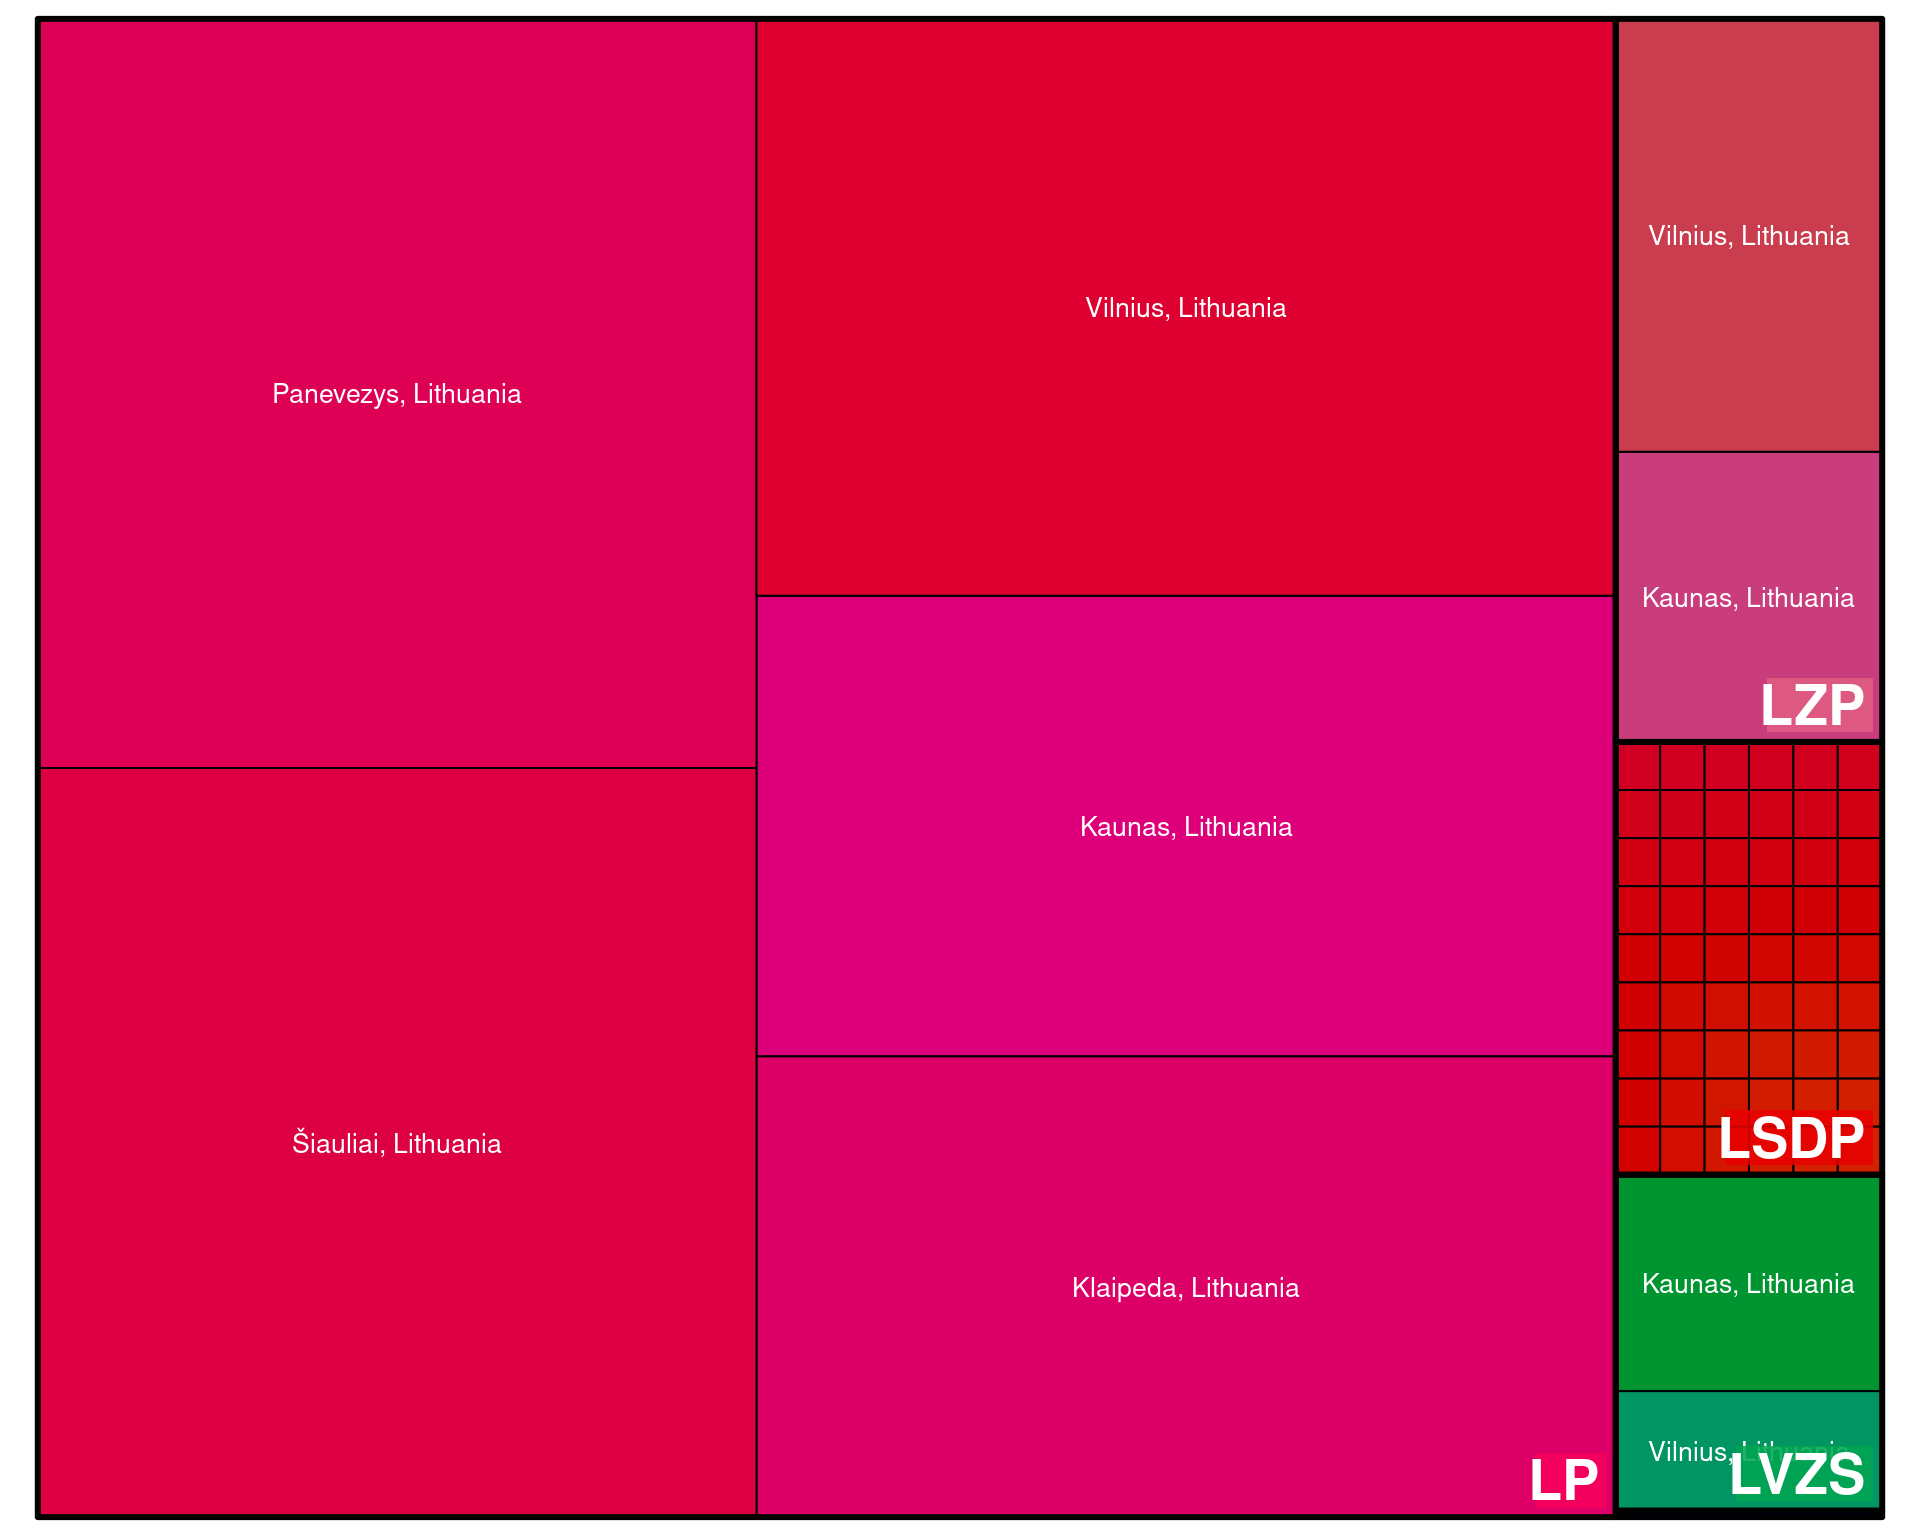 Panevezys, Lithuania
Šiauliai, Lithuania
Vilnius, Lithuania
Kaunas, Lithuania
Klaipeda, Lithuania
LP
Vilnius, Lithuania
Kaunas, Lithuania
LZP
LSDP
Kaunas, Lithuania
Vilnius, Lithuania
LVZS